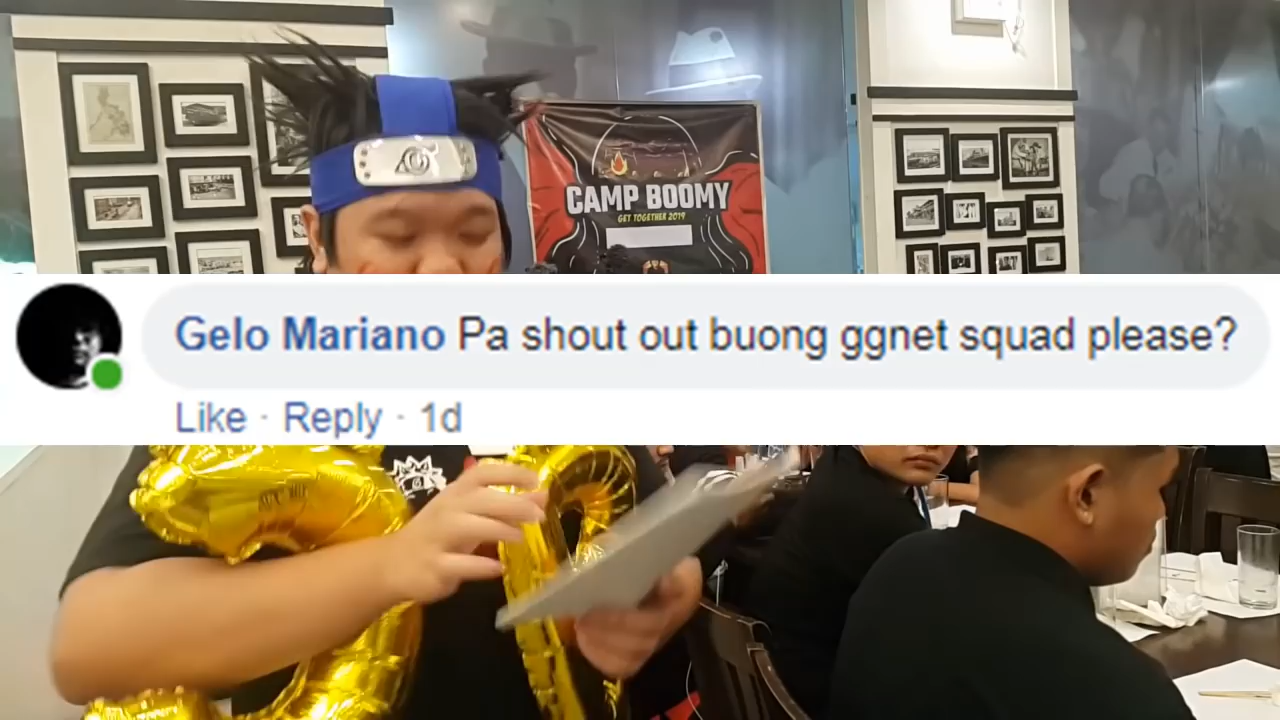 CAMP BOOMY
GET TOGETHER 2019
Gelo Mariano Pa shout out buong ggnet squad please?
Like · Reply · 1d